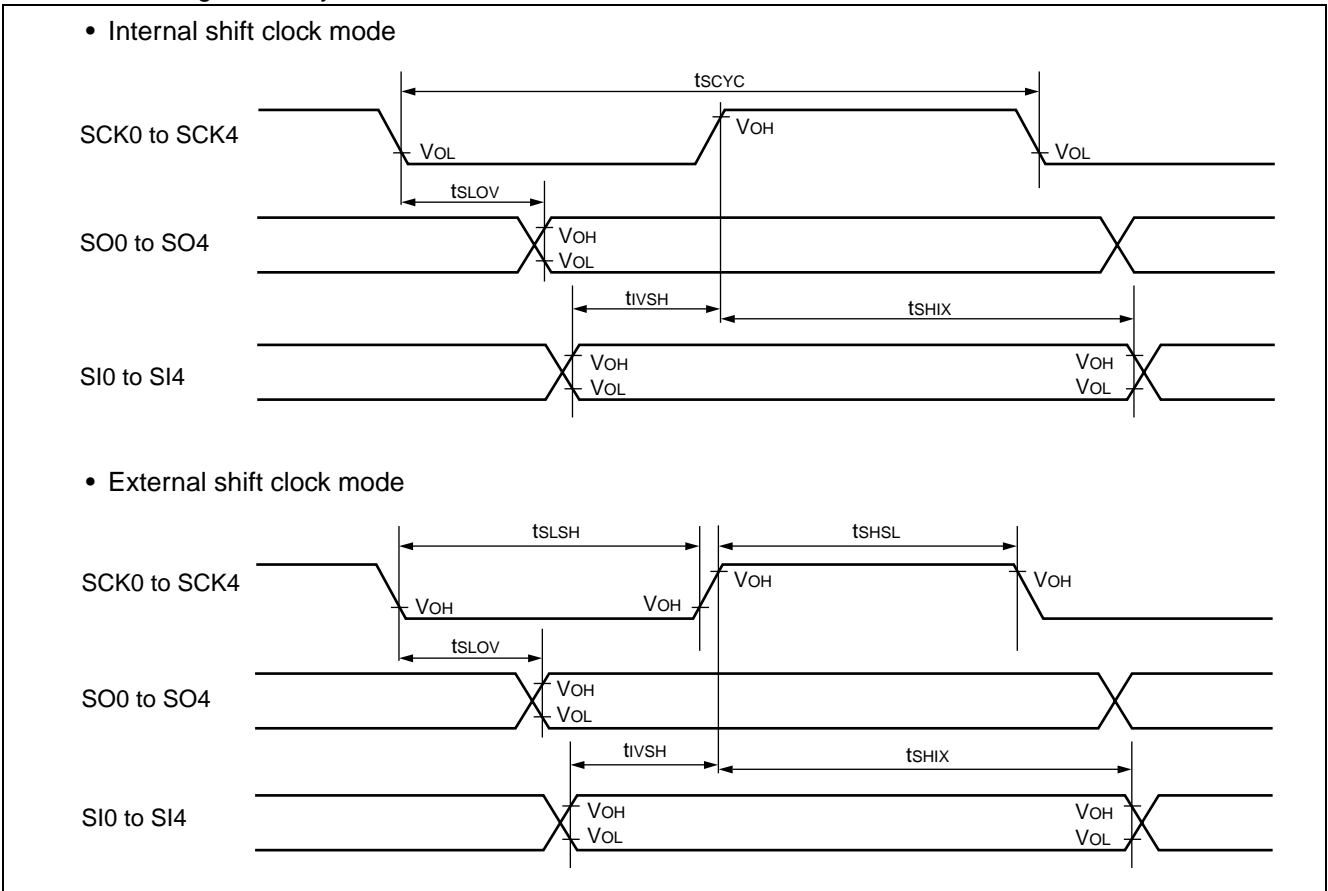 • Internal shift clock mode
tSCYC
SCK0 to SCK4
VOH
VOL
VOL
tSLOV
SO0 to SO4
VOH
VOL
tIVSH
tSHIX
SI0 to SI4
VOH
VOH
VOL
VOL
• External shift clock mode
tSLSH
tSHSL
SCK0 to SCK4
VOH
VOH
VOH
VOH
tSLOV
SO0 to SO4
VOH
VOL
tIVSH
tSHIX
SI0 to SI4
VOH
VOH
VOL
VOL